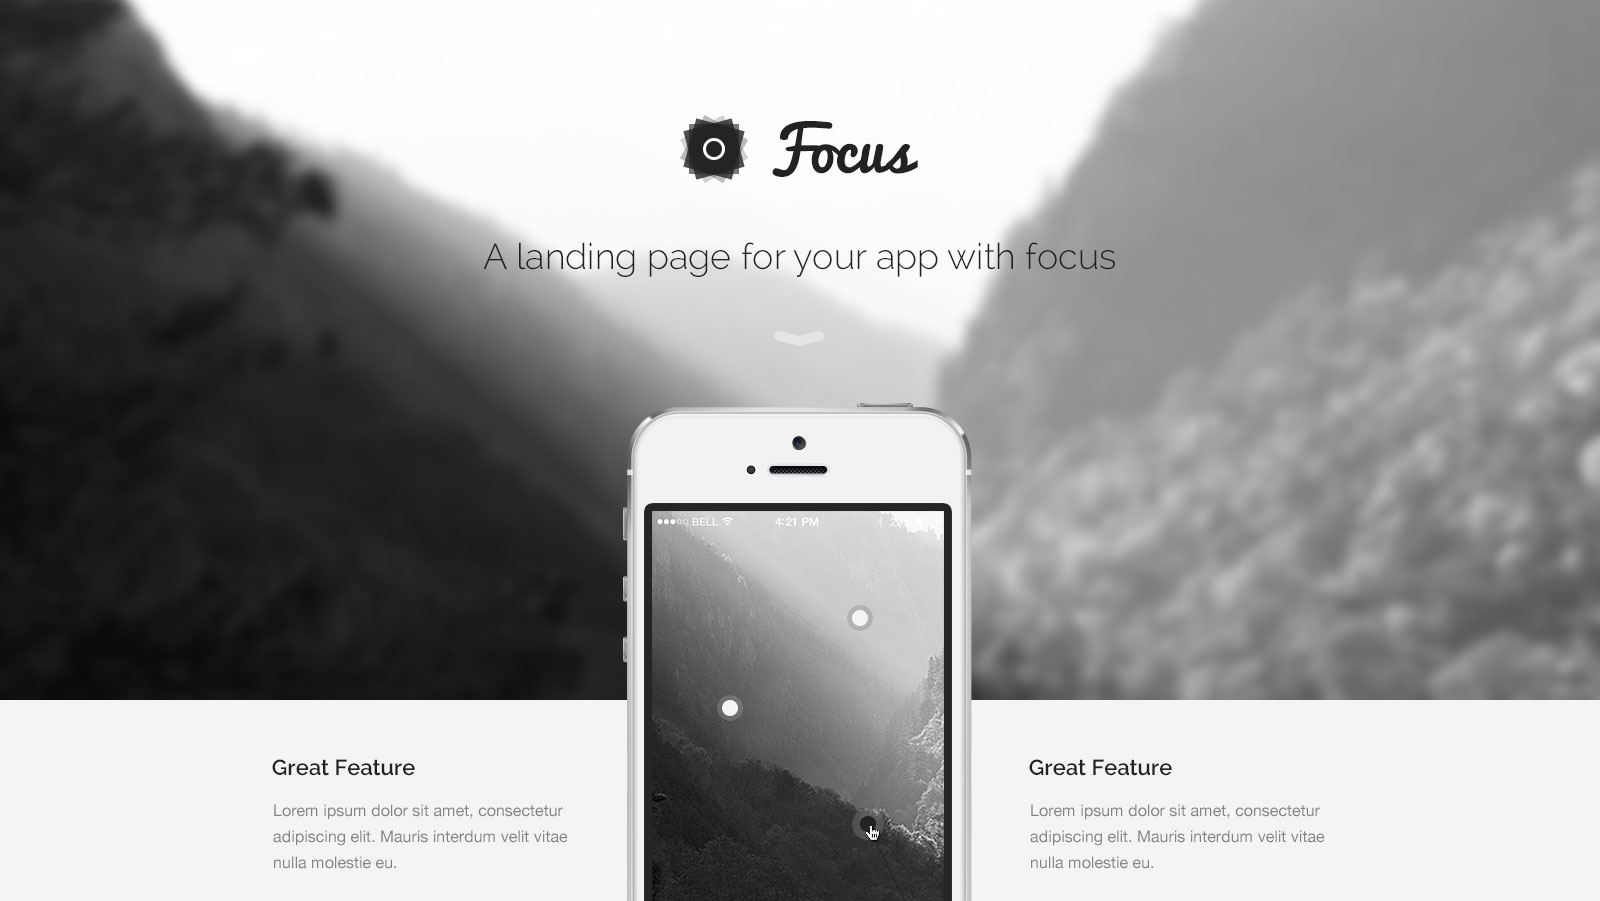 Focus
A landing page for your app with focus
BELL 4:21 PM
Great Feature
Lorem ipsum dolor sit amet, consectetur
adipiscing elit. Mauris interdum velit vitae
nulla molestie eu.
Great Feature
Lorem ipsum dolor sit amet, consectetur
adipiscing elit. Mauris interdum velit vitae
nulla molestie eu.